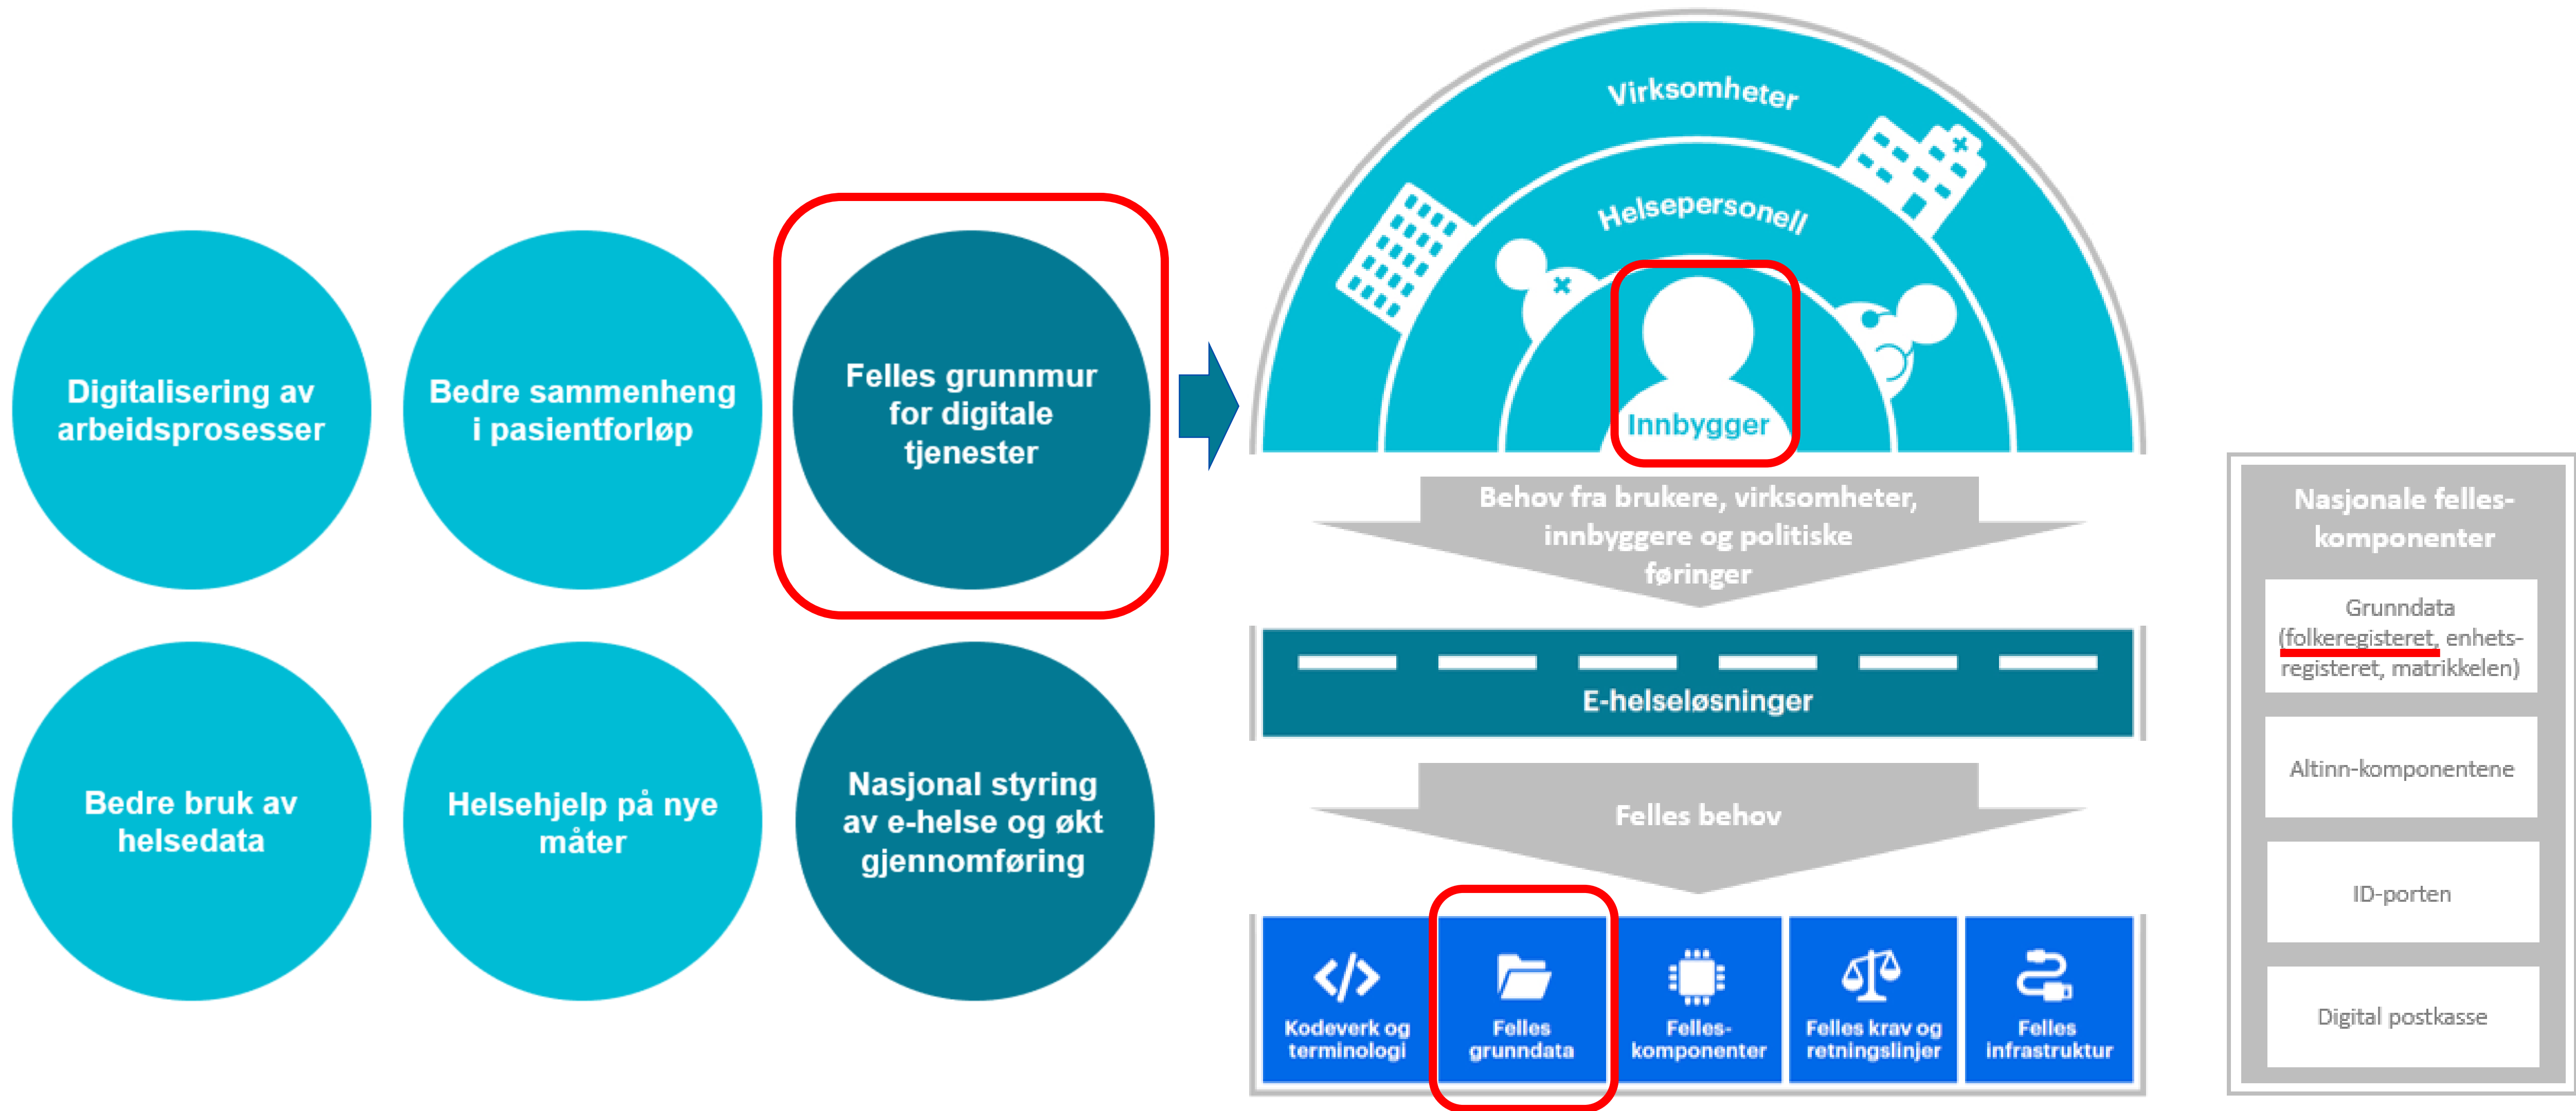 Digitalisering av
arbeidsprosesser
Bedre sammenheng
i pasientforløp
Felles grunnmur
for digitale
tjenester
Bedre bruk av
helsedata
Helsehjelp på nye
måter
Nasjonal styring
av e-helse og økt
gjennomføring
Virksomheter
Helsepersonell
Innbygger
Behov fra brukere, virksomheter,
innbyggere og politiske
føringer
E-helseløsninger
Felles behov
Kodeverk og
terminologi
Felles
grunndata
Felles-
komponenter
Felles krav og
retningslinjer
Felles
infrastruktur
Nasjonale felles-
komponenter
Grunndata
(folkeregisteret, enhets-
registeret, matrikkelen)
Altinn-komponentene
ID-porten
Digital postkasse